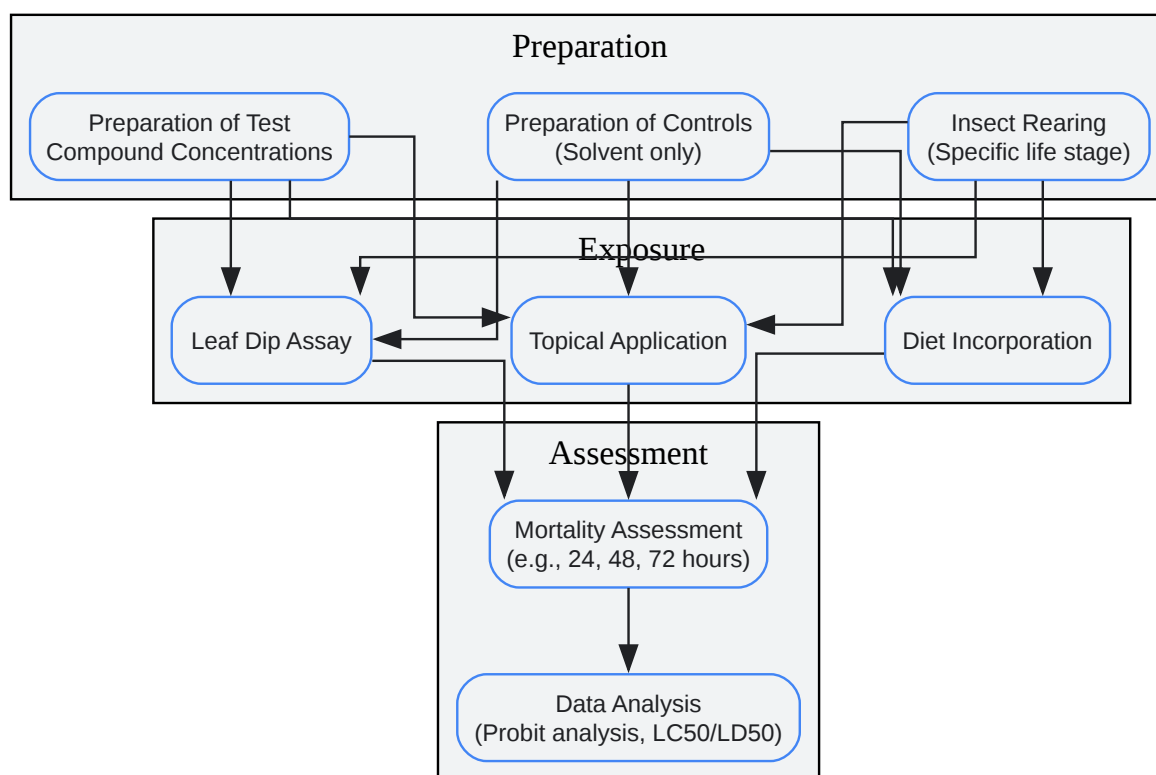 Preparation
Preparation of Test
Compound Concentrations
Preparation of Controls
(Solvent only)
Insect Rearing
(Specific life stage)
Exposure
Leaf Dip Assay
Topical Application
Diet Incorporation
Assessment
Mortality Assessment
(e.g., 24, 48, 72 hours)
Data Analysis
(Probit analysis, LC50/LD50)